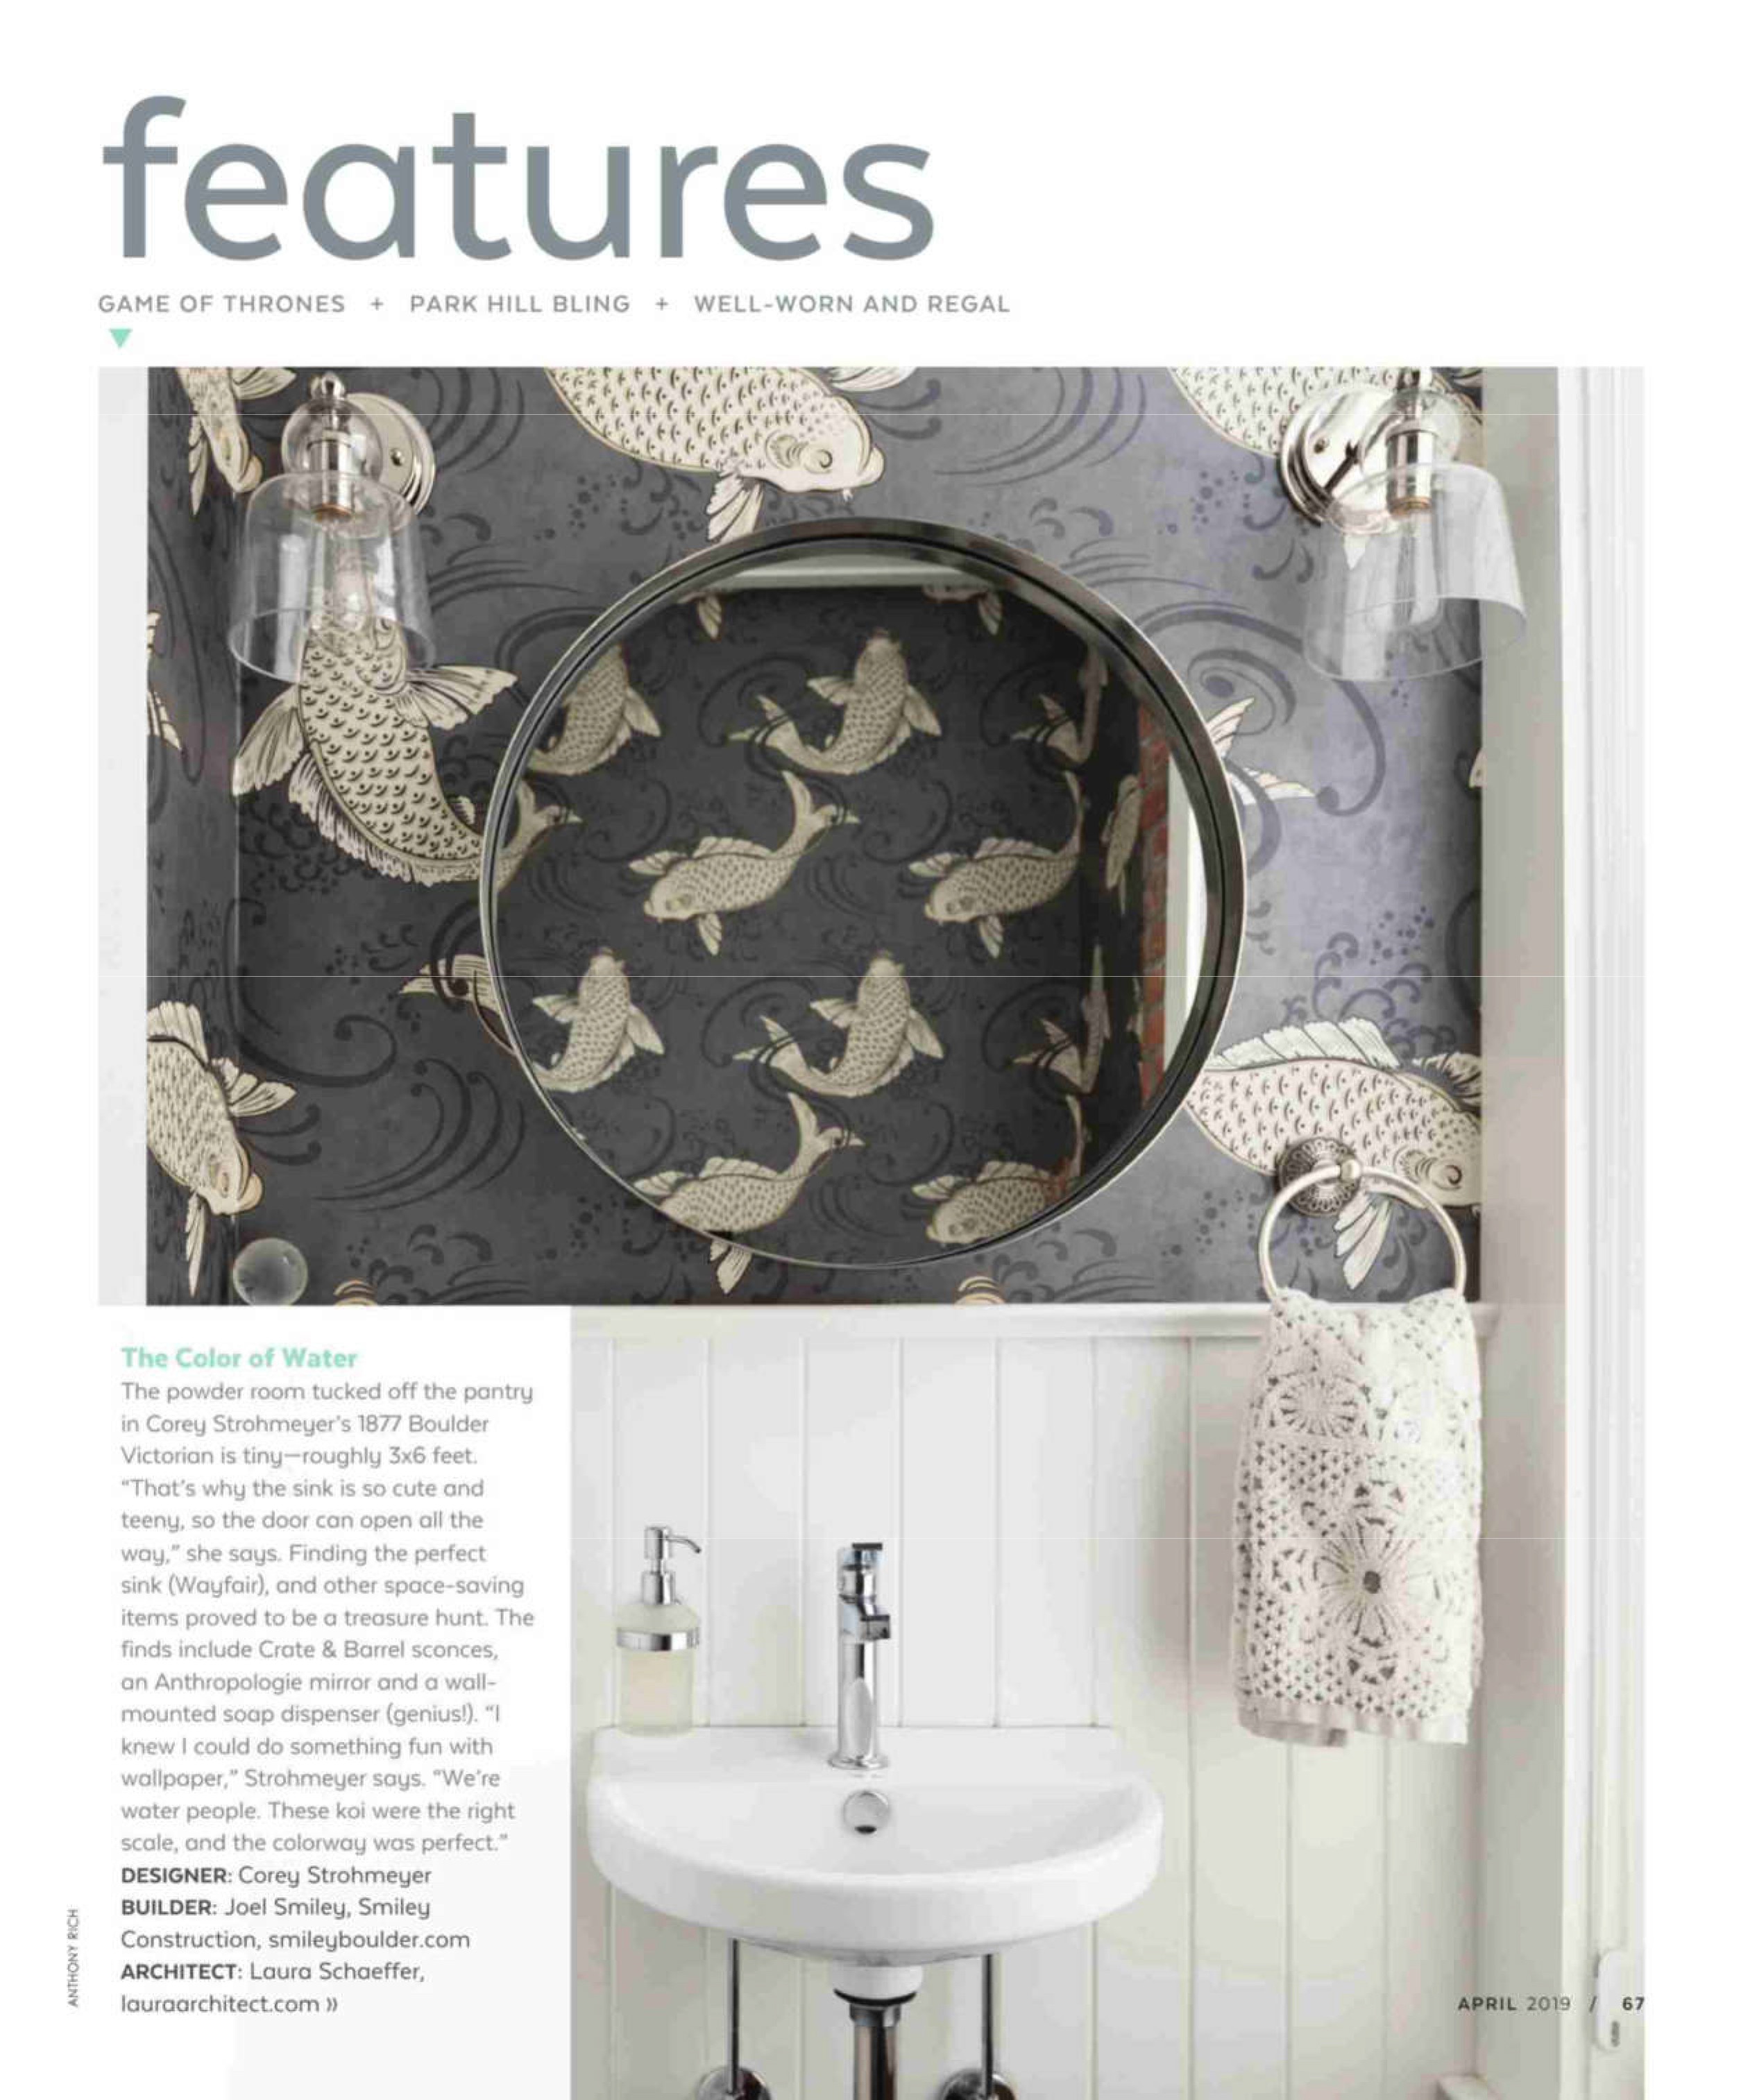 features
GAME OF THRONES + PARK HILL BLING + WELL-WORN AND REGAL
The Color of Water
The powder room tucked off the pantry
in Corey Strohmeyer's 1877 Boulder
Victorian is tiny—roughly 3x6 feet.
"That's why the sink is so cute and
teeny, so the door can open all the
way," she says. Finding the perfect
sink (Wayfair), and other space-saving
items proved to be a treasure hunt. The
finds include Crate & Barrel sconces,
an Anthropologie mirror and a wall-
mounted soap dispenser (genius!). "I
knew I could do something fun with
wallpaper," Strohmeyer says. "We're
water people. These koi were the right
scale, and the colorway was perfect."
DESIGNER: Corey Strohmeyer
BUILDER: Joel Smiley, Smiley
Construction, smileyboulder.com
ARCHITECT: Laura Schaeffer,
lauraarchitect.com »
ANTHONY RICH
APRIL 2019 / 67